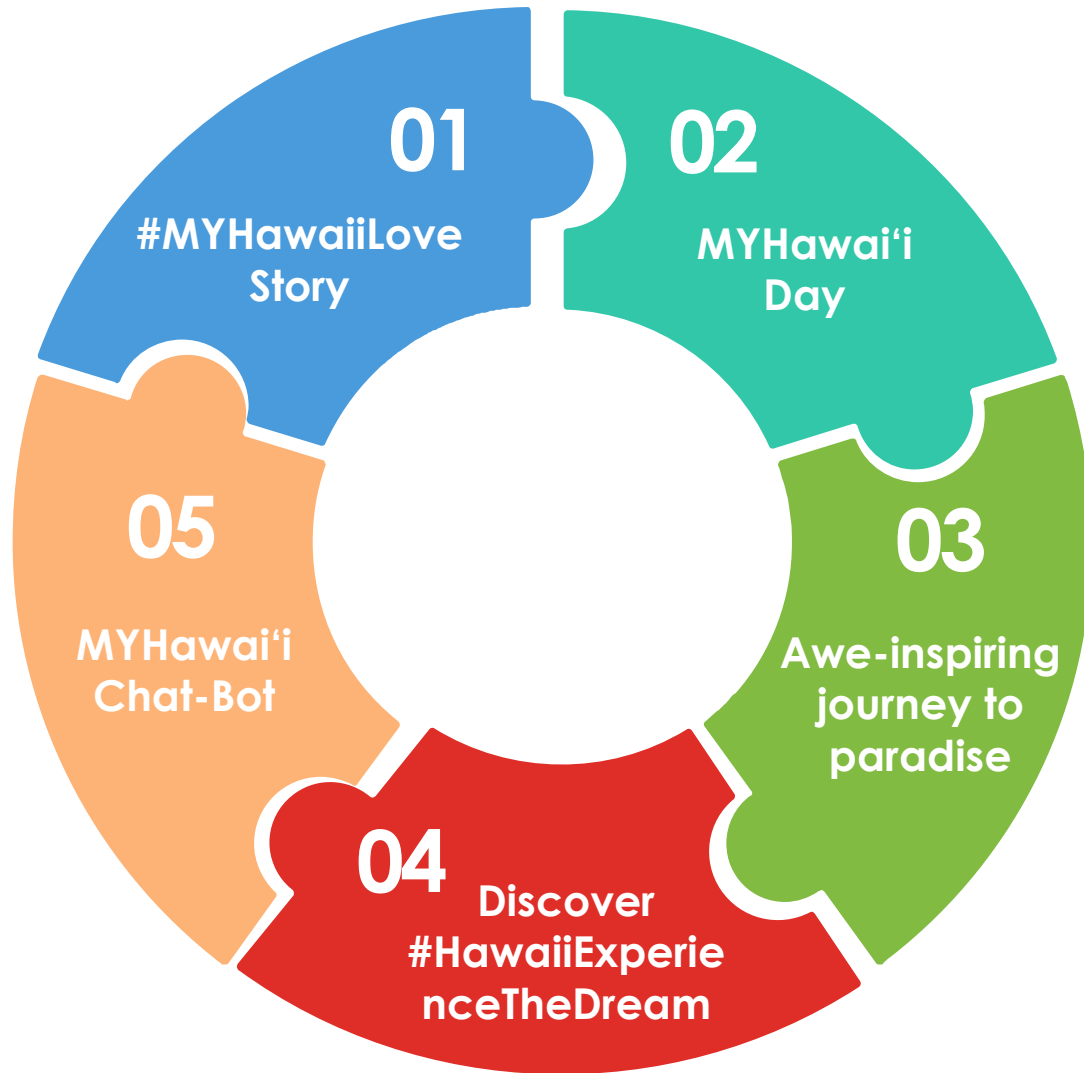 01
#MYHawaiiLove
Story
02
MYHawai‘i
Day
03
Awe-inspiring
journey to
paradise
04
Discover
#HawaiiExperie
nceTheDream
05
MYHawai‘i
Chat-Bot